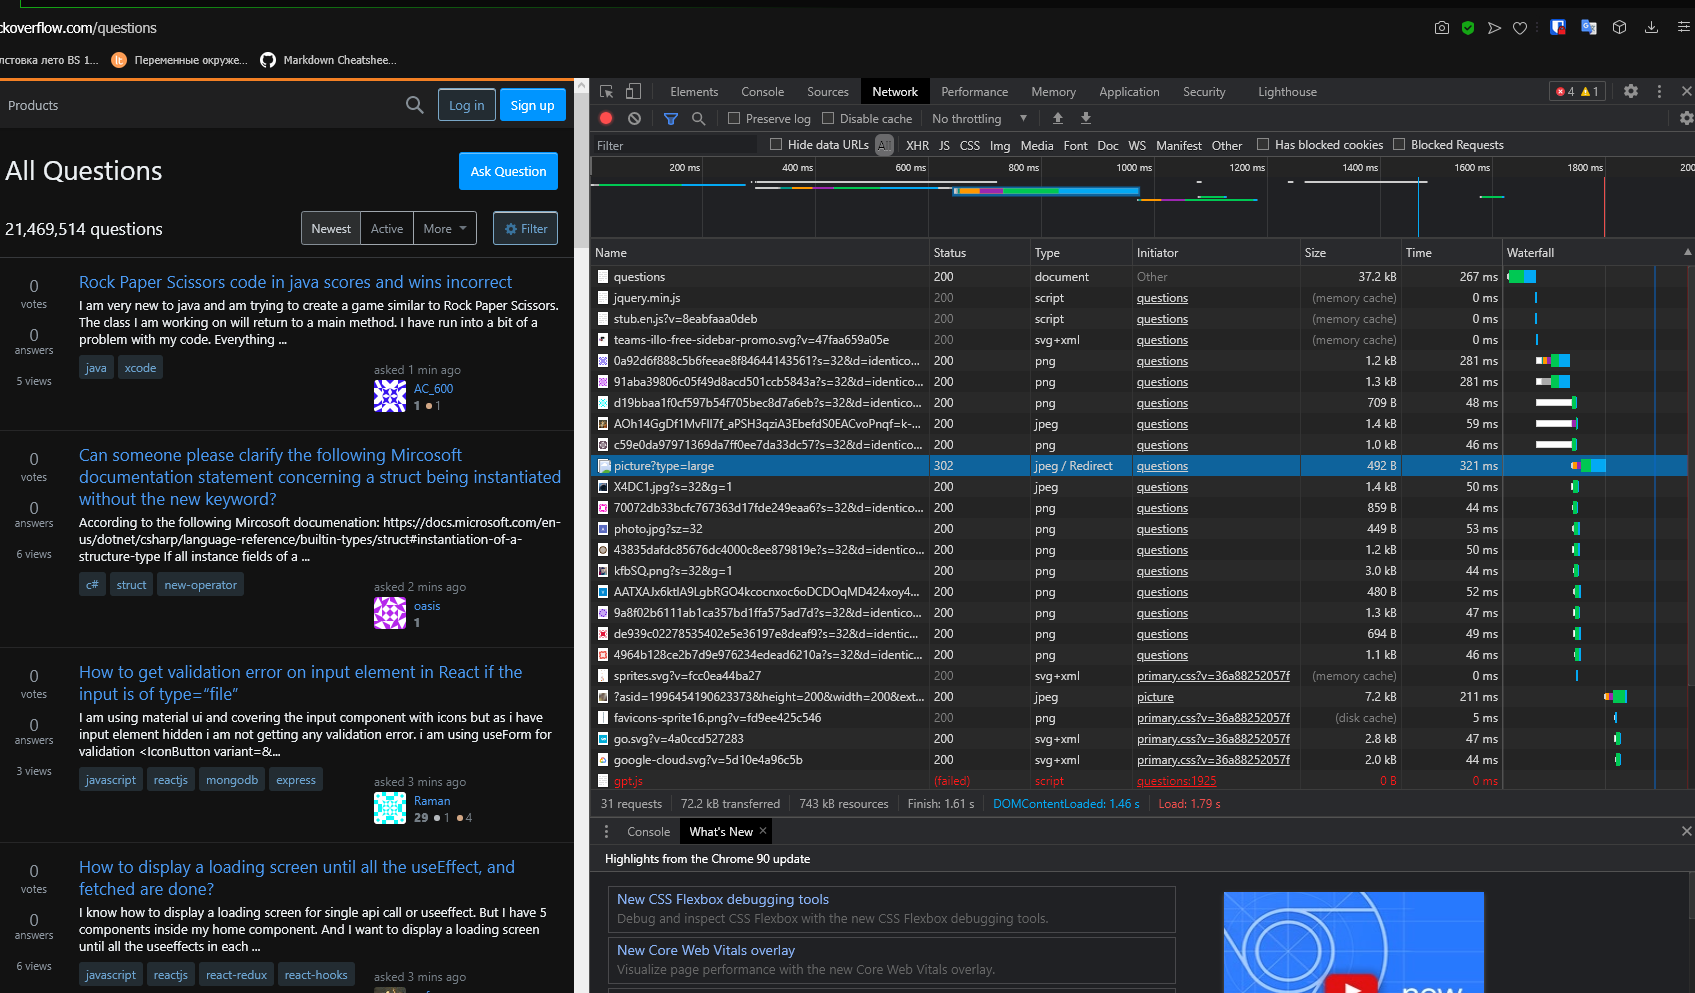 ckoverflow.com/questions
лстовка лето BS 1...
Переменные окруже...
Markdown Cheatshee...
Products
Log in
Sign up
All Questions
Ask Question
21,469,514 questions
Newest
Active
More
Filter
0
votes
0
answers
5 views
Rock Paper Scissors code in java scores and wins incorrect
I am very new to java and am trying to create a game similar to Rock Paper Scissors.
The class I am working on will return to a main method. I have run into a bit of a
problem with my code. Everything ...
java
xcode
asked 1 min ago
AC_600
1 1
0
votes
0
answers
6 views
Can someone please clarify the following Mircosoft
documentation statement concerning a struct being instantiated
without the new keyword?
According to the following Mircosoft documenation: https://docs.microsoft.com/en-
us/dotnet/csharp/language-reference/builtin-types/struct#instantiation-of-a-
structure-type If all instance fields of a ...
c#
struct
new-operator
asked 2 mins ago
oasis
1
0
votes
0
answers
3 views
How to get validation error on input element in React if the
input is of type=“file”
I am using material ui and covering the input component with icons but as i have
input element hidden i am not getting any validation error. i am using useForm for
validation <IconButton variant=&...
javascript
reactjs
mongodb
express
asked 3 mins ago
Raman
29 1 4
0
votes
0
answers
6 views
How to display a loading screen until all the useEffect, and
fetched are done?
I know how to display a loading screen for single api call or useeffect. But I have 5
components inside my home component. And I want to display a loading screen
until all the useeffects in each ...
javascript
reactjs
react-redux
react-hooks
asked 3 mins ago
Elements
Console
Sources
Network
Performance
Memory
Application
Security
Lighthouse
4 1
Preserve log
Disable cache
No throttling
Filter
Hide data URLs
All
XHR
JS
CSS
Img
Media
Font
Doc
WS
Manifest
Other
Has blocked cookies
Blocked Requests
200 ms
400 ms
600 ms
800 ms
1000 ms
1200 ms
1400 ms
1600 ms
1800 ms
200
Name Status Type Initiator Size Time Waterfall
questions 200 document Other 37.2 kB 267 ms
jquery.min.js 200 script questions (memory cache) 0 ms
stub.en.js?v=8eabfaaa0deb 200 script questions (memory cache) 0 ms
teams-illo-free-sidebar-promo.svg?v=47faa659a05e 200 svg+xml questions (memory cache) 0 ms
0a92d6f888c5b6feeae8f84644143561?s=32&d=identico... 200 png questions 1.2 kB 281 ms
91aba39806c05f49d8acd501ccb5843a?s=32&d=identico... 200 png questions 1.3 kB 281 ms
d19bbaa1f0cf597b54f705bec8d7a6eb?s=32&d=identico... 200 png questions 709 B 48 ms
AOh14GgDf1MvFlI7f_aPSH3qziA3EbefdS0EACvoPnqf=k-... 200 jpeg questions 1.4 kB 59 ms
c59e0da97971369da7ff0ee7da33dc57?s=32&d=identico... 200 png questions 1.0 kB 46 ms
picture?type=large 302 jpeg / Redirect questions 492 B 321 ms
X4DC1.jpg?s=32&g=1 200 jpeg questions 1.4 kB 50 ms
70072db33bcfc767363d17fde249eaa6?s=32&d=identico... 200 png questions 859 B 44 ms
photo.jpg?sz=32 200 png questions 449 B 53 ms
43835dafdc85676dc4000c8ee879819e?s=32&d=identico... 200 png questions 1.2 kB 50 ms
kfbSQ.png?s=32&g=1 200 png questions 3.0 kB 44 ms
AATXAJx6ktlA9LgbRGO4kcocnxoc6oDCDOqMD424xoy4... 200 png questions 480 B 52 ms
9a8f02b6111ab1ca357bd1ffa575ad7d?s=32&d=identic... 200 png questions 1.3 kB 47 ms
de939c02278535402e5e36197e8deaf9?s=32&d=identic... 200 png questions 694 B 49 ms
4964b128ce2b7d9e976234edead6210a?s=32&d=identic... 200 png questions 1.1 kB 46 ms
sprites.svg?v=fcc0ea44ba27 200 svg+xml primary.css?v=36a88252057f (memory cache) 0 ms
?asid=1996454190623373&height=200&width=200&ext... 200 jpeg picture 7.2 kB 211 ms
favicons-sprite16.png?v=fd9ee425c546 200 png primary.css?v=36a88252057f (disk cache) 5 ms
go.svg?v=4a0ccd527283 200 svg+xml primary.css?v=36a88252057f 2.8 kB 47 ms
google-cloud.svg?v=5d10e4a96c5b 200 svg+xml primary.css?v=36a88252057f 2.0 kB 44 ms
gpt.js (failed) script questions:1925 0 B 0 ms
31 requests 72.2 kB transferred 743 kB resources Finish: 1.61 s DOMContentLoaded: 1.46 s Load: 1.79 s
Console
What's New
Highlights from the Chrome 90 update
New CSS Flexbox debugging tools
Debug and inspect CSS Flexbox with the new CSS Flexbox debugging tools.
New Core Web Vitals overlay
Visualize page performance with the new Core Web Vitals overlay.
now